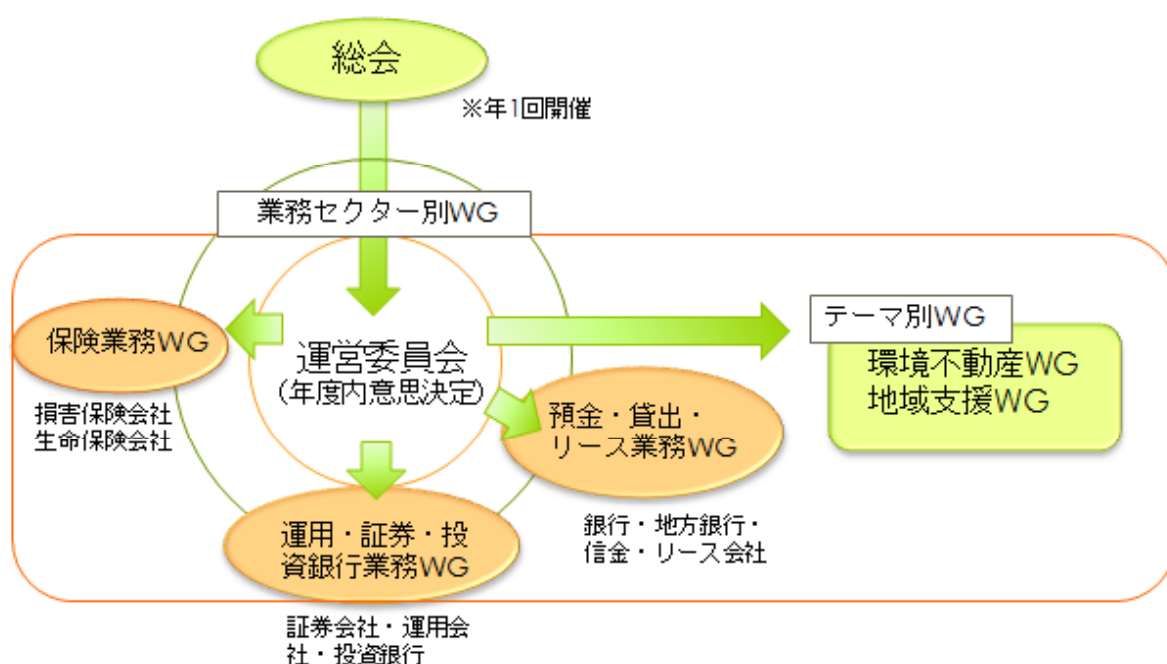 総会
※年1回開催
業務セクター別WG
保険業務WG
損害保険会社
生命保険会社
運営委員会
(年度内意思決定)
テーマ別WG
環境不動産WG
地域支援WG
預金・貸出・
リース業務WG
銀行・地方銀行・
信金・リース会社
運用・証券・投
資銀行業務WG
証券会社・運用会
社・投資銀行